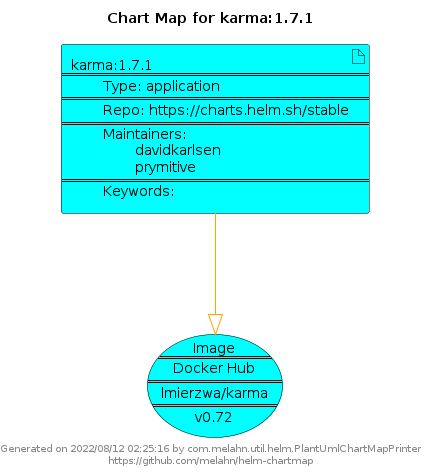 Chart Map for karma:1.7.1
karma:1.7.1
Type: application
Repo: https://charts.helm.sh/stable
Maintainers:
davidkarlsen
prymitive
Keywords:
Image
Docker Hub
lmierzwa/karma
v0.72
Generated on 2022/08/12 02:25:16 by com.melahn.util.helm.PlantUmlChartMapPrinter
https://github.com/melahn/helm-chartmap